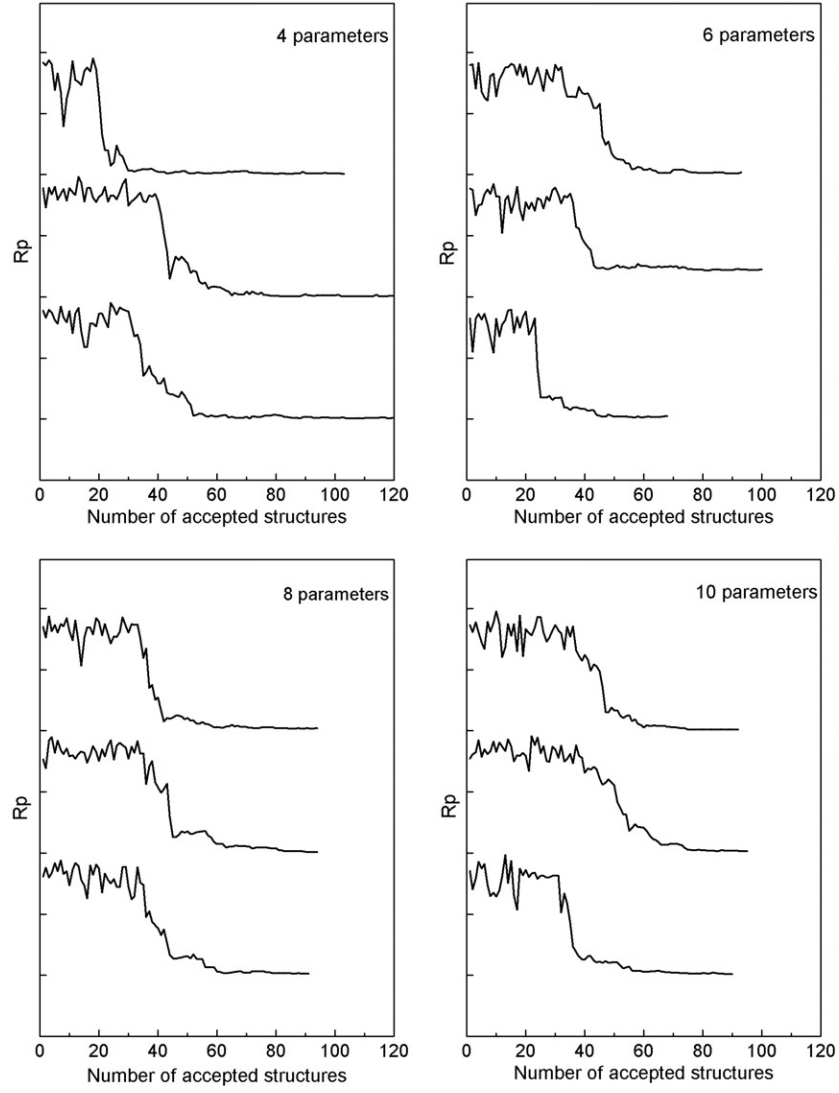 4 parameters
Rp
0 20 40 60 80 100 120
Number of accepted structures
6 parameters
Rp
0 20 40 60 80 100 120
Number of accepted structures
8 parameters
Rp
0 20 40 60 80 100 120
Number of accepted structures
10 parameters
Rp
0 20 40 60 80 100 120
Number of accepted structures